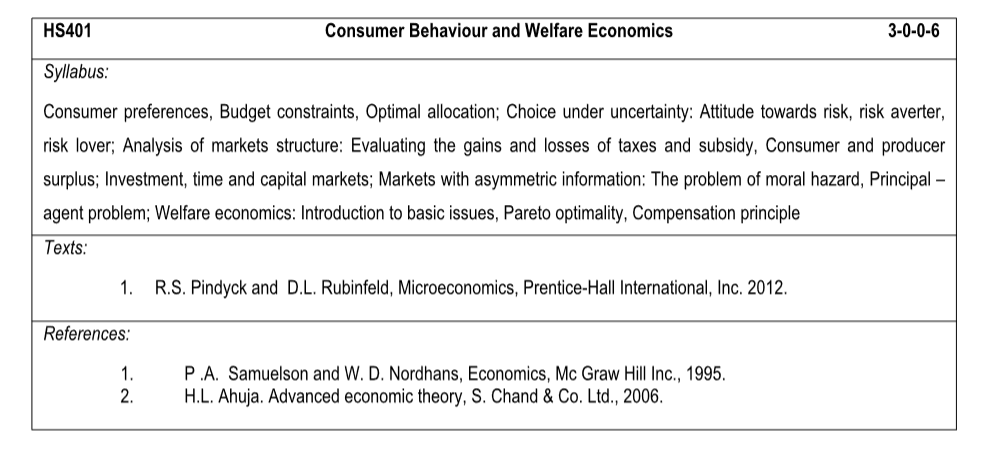 HS401 Consumer Behaviour and Welfare Economics 3-0-0-6
Syllabus:
Consumer preferences, Budget constraints, Optimal allocation; Choice under uncertainty: Attitude towards risk, risk averter,
risk lover; Analysis of markets structure: Evaluating the gains and losses of taxes and subsidy, Consumer and producer
surplus; Investment, time and capital markets; Markets with asymmetric information: The problem of moral hazard, Principal –
agent problem; Welfare economics: Introduction to basic issues, Pareto optimality, Compensation principle
Texts:
1. R.S. Pindyck and D.L. Rubinfeld, Microeconomics, Prentice-Hall International, Inc. 2012.
References:
1. P .A. Samuelson and W. D. Nordhans, Economics, Mc Graw Hill Inc., 1995.
2. H.L. Ahuja. Advanced economic theory, S. Chand & Co. Ltd., 2006.